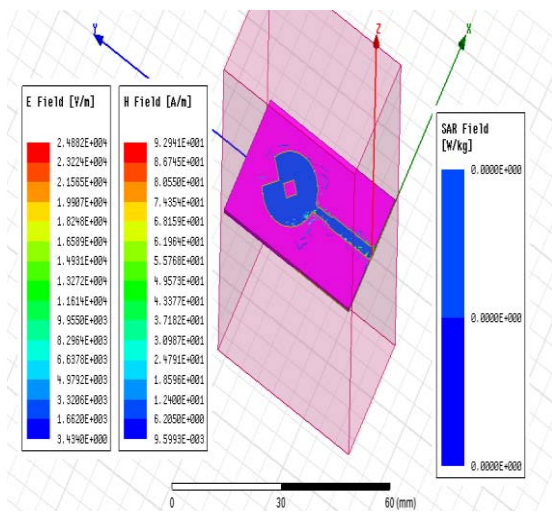 Y
Z
X
E Field [V/m]
2.4882E+004
2.3224E+004
2.1565E+004
1.9907E+004
1.8248E+004
1.6589E+004
1.4931E+004
1.3272E+004
1.1614E+004
9.9550E+003
8.2964E+003
6.6378E+003
4.9792E+003
3.3206E+003
1.6620E+003
3.4340E+000
H Field [A/m]
9.2941E+001
8.6745E+001
8.0550E+001
7.4354E+001
6.8159E+001
6.1964E+001
5.5768E+001
4.9573E+001
4.3377E+001
3.7182E+001
3.0987E+001
2.4791E+001
1.8596E+001
1.2400E+001
6.2050E+000
9.5993E-003
SAR Field
[W/kg]
0.0000E+000
0.0000E+000
0.0000E+000
0
30
60 (mm)